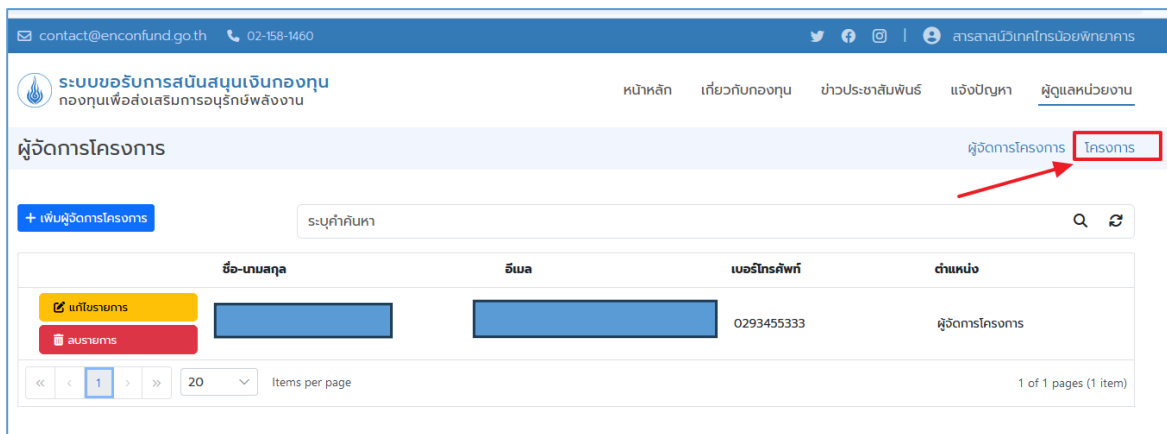 contact@enconfund.go.th 02-158-1460 สารสาสน์วิเทศไทรน้อยพิทยาคาร
ระบบขอรับการสนับสนุนเงินกองทุน
กองทุนเพื่อส่งเสริมการอนุรักษ์พลังงาน
หน้าหลัก เกี่ยวกับกองทุน ข่าวประชาสัมพันธ์ แจ้งปัญหา ผู้ดูแลหน่วยงาน
ผู้จัดการโครงการ ผู้จัดการโครงการ โครงการ
+ เพิ่มผู้จัดการโครงการ ระบุคำค้นหา
ชื่อ-นามสกุล อีเมล เบอร์โทรศัพท์ ตำแหน่ง
แก้ไขรายการ
0293455333 ผู้จัดการโครงการ
ลบรายการ
« ‹ 1 › » 20 Items per page 1 of 1 pages (1 item)